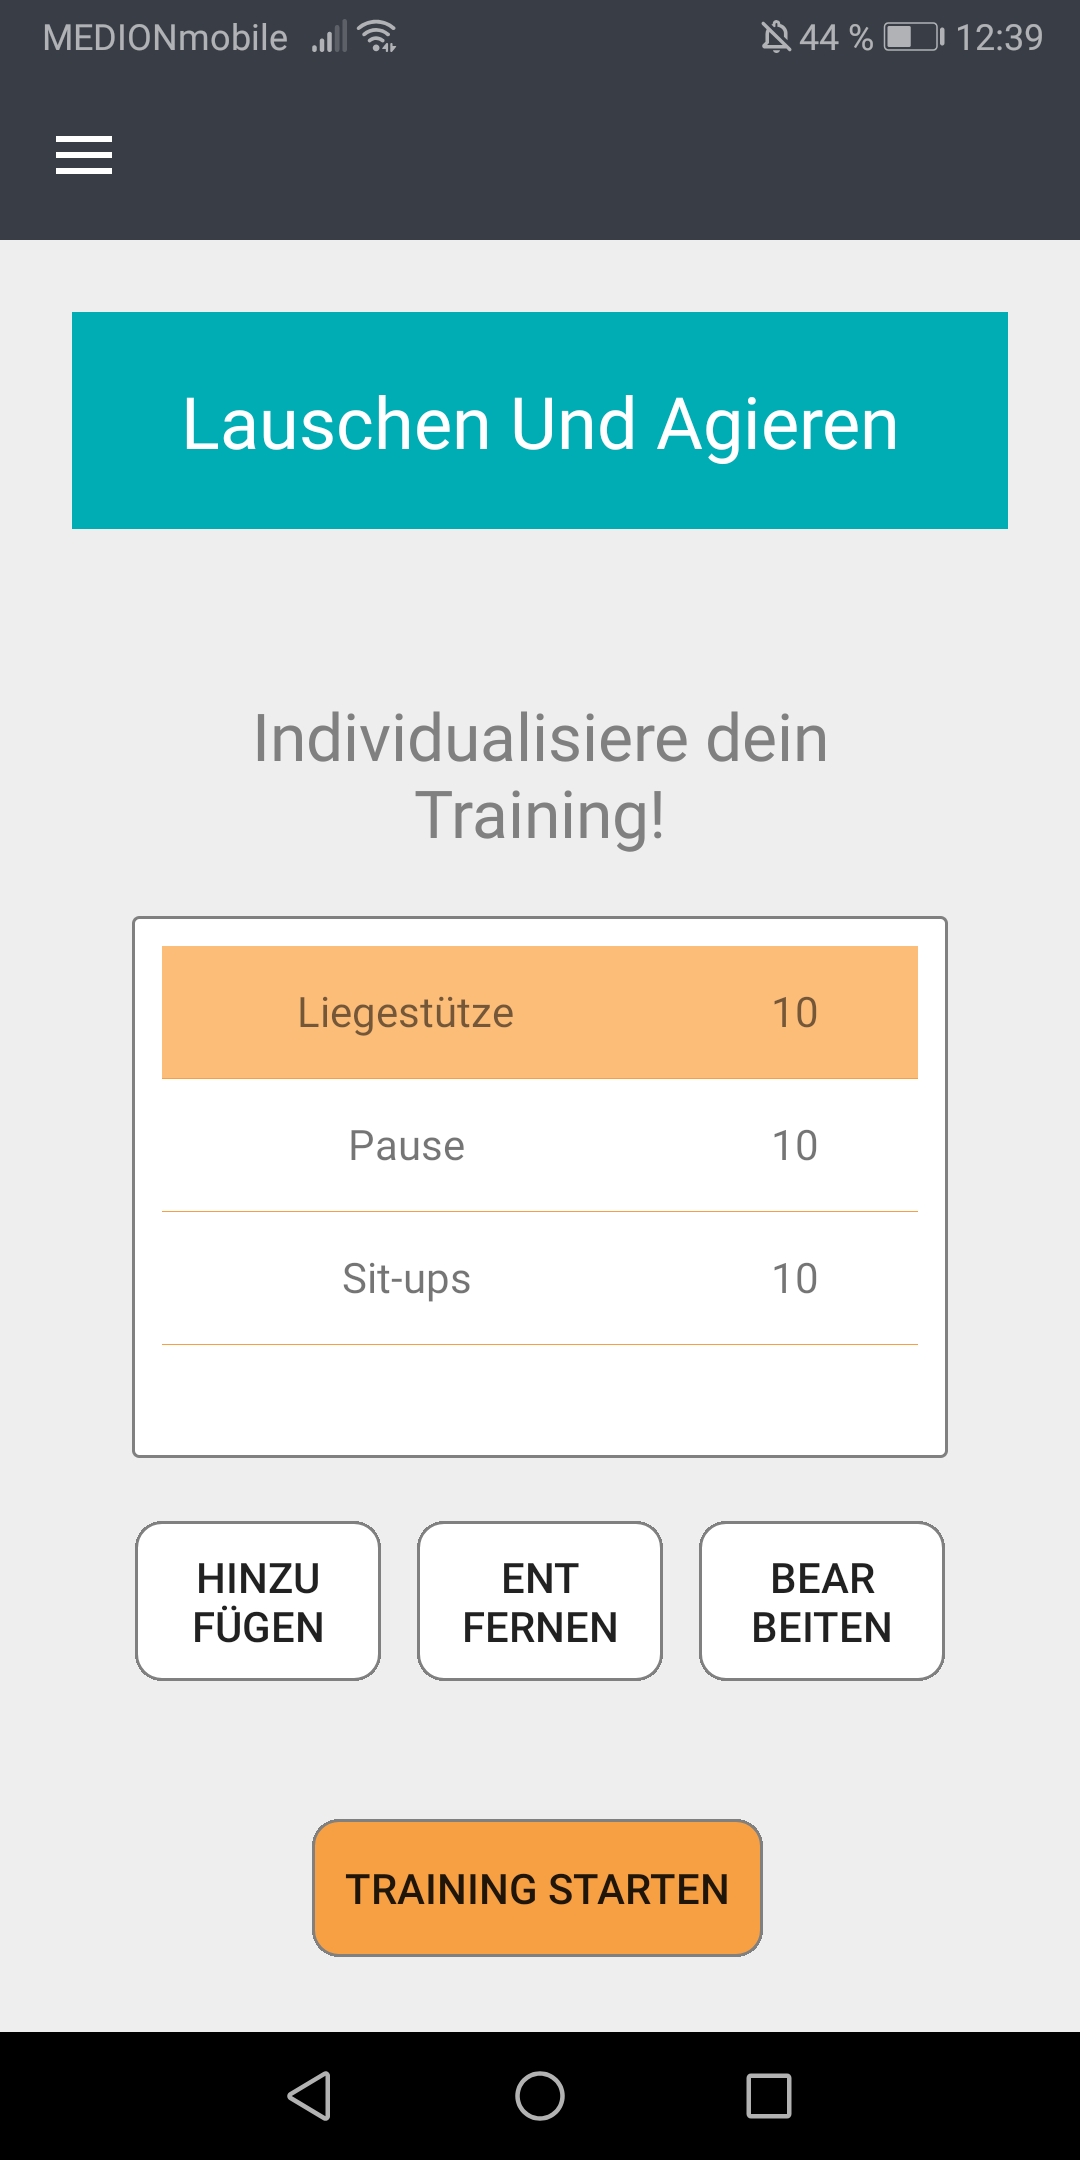 MEDIONmobile 44 % 12:39
Lauschen Und Agieren
Individualisiere dein
Training!
Liegestütze 10
Pause 10
Sit-ups 10
HINZU
FÜGEN
ENT
FERNEN
BEAR
BEITEN
TRAINING STARTEN